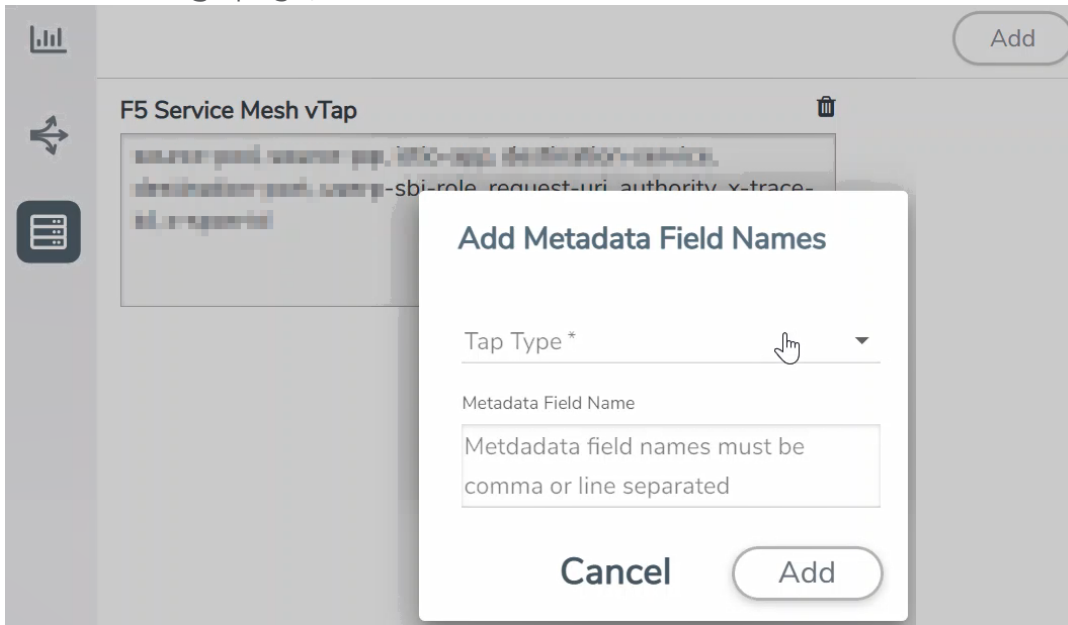 Add
F5 Service Mesh vTap
-sbi-role, request-uri, authority, x-trace-
Add Metadata Field Names
Tap Type *
Metadata Field Name
Metdadata field names must be
comma or line separated
Cancel
Add